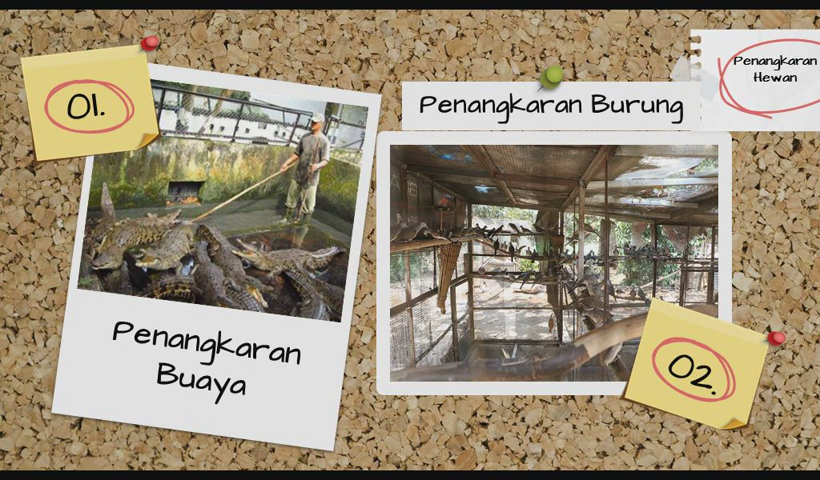 01.
Penangkaran
Buaya
Penangkaran Burung
02.
Penangkaran
Hewan